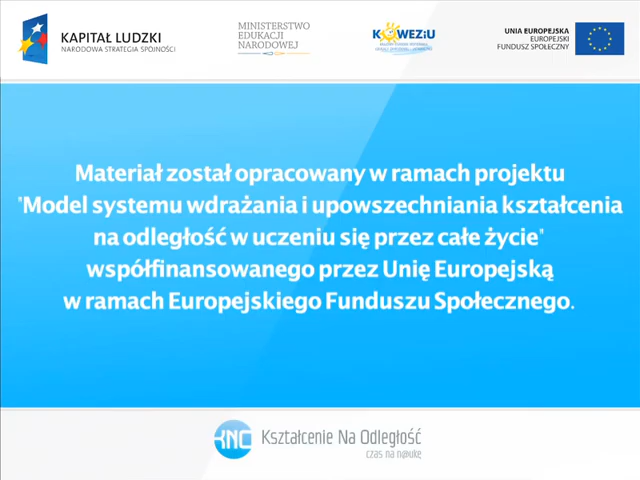 KAPITAŁ LUDZKI
NARODOWA STRATEGIA SPÓJNOŚCI
MINISTERSTWO
EDUKACJI
NARODOWEJ
KOWEZiU
UNIA EUROPEJSKA
EUROPEJSKI
FUNDUSZ SPOŁECZNY
Materiał został opracowany w ramach projektu
"Model systemu wdrażania i upowszechniania kształcenia
na odległość w uczeniu się przez całe życie"
współfinansowanego przez Unię Europejską
w ramach Europejskiego Funduszu Społecznego.
KNO Kształcenie Na Odległość
czas na naukę